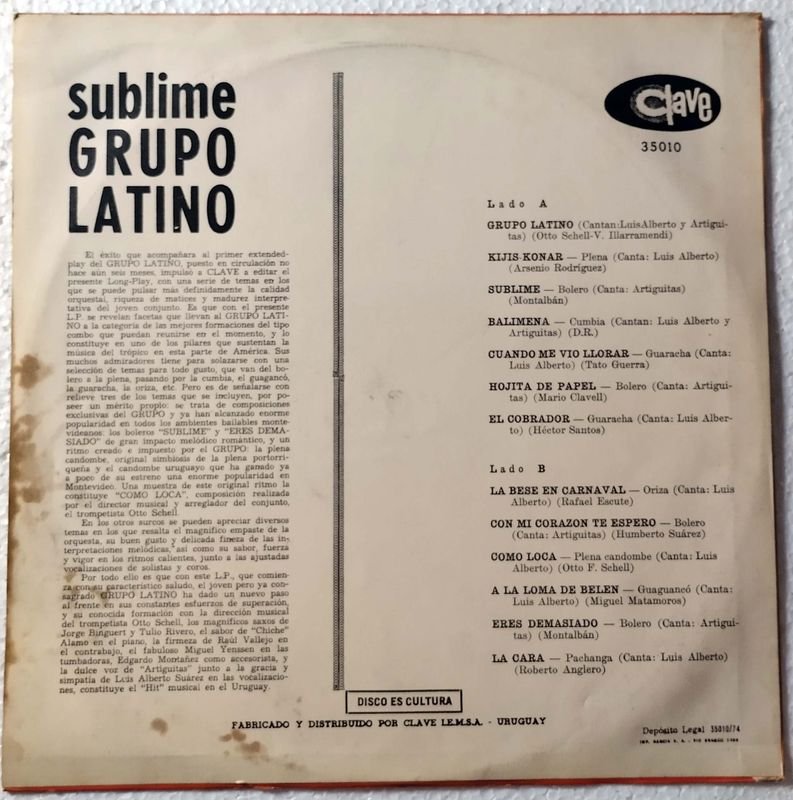 sublime
GRUPO
LATINO
El éxito que acompañara al primer extended-
play del GRUPO LATINO, puesto en circulación no
hace aún seis meses, impulsó a CLAVE a editar el
presente Long-Play, con una serie de temas en los
que se puede pulsar más definidamente la calidad
orquestal, riqueza de matices y madurez interpre-
tativa del joven conjunto. Es que con el presente
L.P. se revelan facetas que llevan al GRUPO LATI-
NO a la categoría de las mejores formaciones del tipo
combo que puedan reunirse en el momento, y lo
constituye en uno de los pilares que sustentan la
música del trópico en esta parte de América. Sus
muchos admiradores tiene para solazarse con una
selección de temas para todo gusto, que van del bo-
lero a la plena, pasando por la cumbia, el guagancó,
la guaracha, la oriza, etc. Pero es de señalarse con
relieve tres de los temas que se incluyen, por po-
seer un mérito propio: se trata de composiciones
exclusivas del GRUPO y ya han alcanzado enorme
popularidad en todos los ambientes bailables monte-
videanos: los boleros "SUBLIME" y "ERES DEMA-
SIADO" de gran impacto melódico romántico, y un
ritmo creado e impuesto por el GRUPO: la plena
candombe, original simbiosis de la plena portorri-
queña y el candombe uruguayo que ha ganado ya
a poco de su estreno una enorme popularidad en
Montevideo. Una muestra de este original ritmo la
constituye "COMO LOCA", composición realizada
por el director musical y arreglador del conjunto,
el trompetista Otto Schell.
En los otros surcos se pueden apreciar diversos
temas en los que resalta el magnífico empaste de la
orquesta, su buen gusto y delicada fineza de las in-
terpretaciones melódicas, así como su sabor, fuerza
y vigor en los ritmos calientes, junto a las ajustadas
vocalizaciones de solistas y coros.
Por todo ello es que con este L.P., que comien-
za con su característico saludo, el joven pero ya con-
sagrado GRUPO LATINO ha dado un nuevo paso
al frente en sus constantes esfuerzos de superación,
y su conocida formación con la dirección musical
del trompetista Otto Schell, los magníficos saxos de
Jorge Binguert y Tulio Rivero, el sabor de "Chiche"
Alamo en el piano, la firmeza de Raúl Vallejo en
el contrabajo, el fabuloso Miguel Yenssen en las
tumbadoras, Edgardo Montañez como accesorista, y
la dulce voz de "Artiguitas" junto a la gracia y
simpatía de Luis Alberto Suárez en las vocalizacio-
nes, constituye el "Hit" musical en el Uruguay.
Clave
35010
Lado A
GRUPO LATINO (Cantan:LuisAlberto y Artigui-
tas) (Otto Schell-V. Illarramendi)
KIJIS-KONAR — Plena (Canta: Luis Alberto)
(Arsenio Rodríguez)
SUBLIME — Bolero (Canta: Artiguitas)
(Montalbán)
BALIMENA — Cumbia (Cantan: Luis Alberto y
Artiguitas) (D.R.)
CUANDO ME VIO LLORAR — Guaracha (Canta:
Luis Alberto) (Tato Guerra)
HOJITA DE PAPEL — Bolero (Canta: Artigui-
tas) (Mario Clavell)
EL COBRADOR — Guaracha (Canta: Luis Alber-
to) (Héctor Santos)
Lado B
LA BESE EN CARNAVAL — Oriza (Canta: Luis
Alberto) (Rafael Escute)
CON MI CORAZON TE ESPERO — Bolero
(Canta: Artiguitas) (Humberto Suárez)
COMO LOCA — Plena candombe (Canta: Luis
Alberto) (Otto F. Schell)
A LA LOMA DE BELEN — Guaguancó (Canta:
Luis Alberto) (Miguel Matamoros)
ERES DEMASIADO — Bolero (Canta: Artigui-
tas) (Montalbán)
LA CARA — Pachanga (Canta: Luis Alberto)
(Roberto Anglero)
DISCO ES CULTURA
FABRICADO Y DISTRIBUIDO POR CLAVE I.E.M.S.A. - URUGUAY
Depósito Legal 35010/74
IMP. GARCIA S. A.